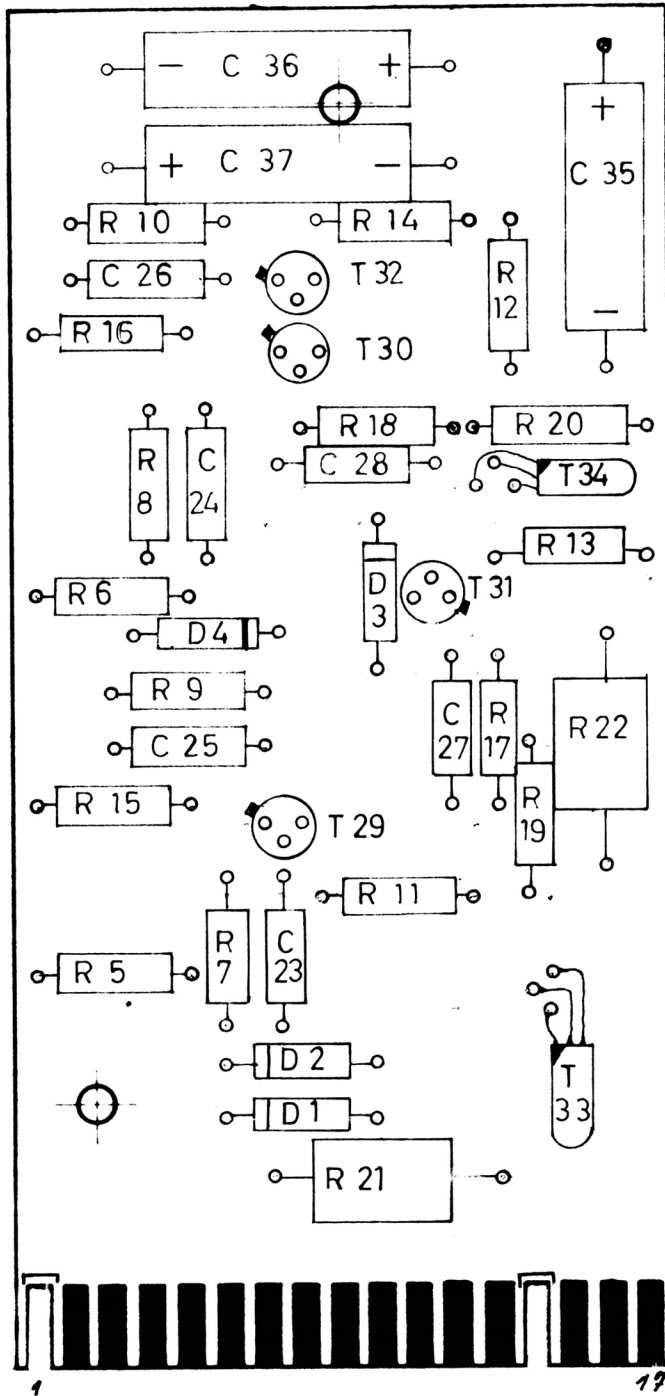 − C 36 +
+ C 37 −
+
C 35
−
R 10
R 14
C 26
T 32
R
12
R 16
T 30
R 18
R 20
C 28
T34
R
8
C
24
R 13
D
3
T 31
R 6
D 4
R 9
C
27
R
17
R 22
C 25
R
19
R 15
T 29
R 11
R
7
C
23
R 5
D 2
T
33
D 1
R 21
1
17